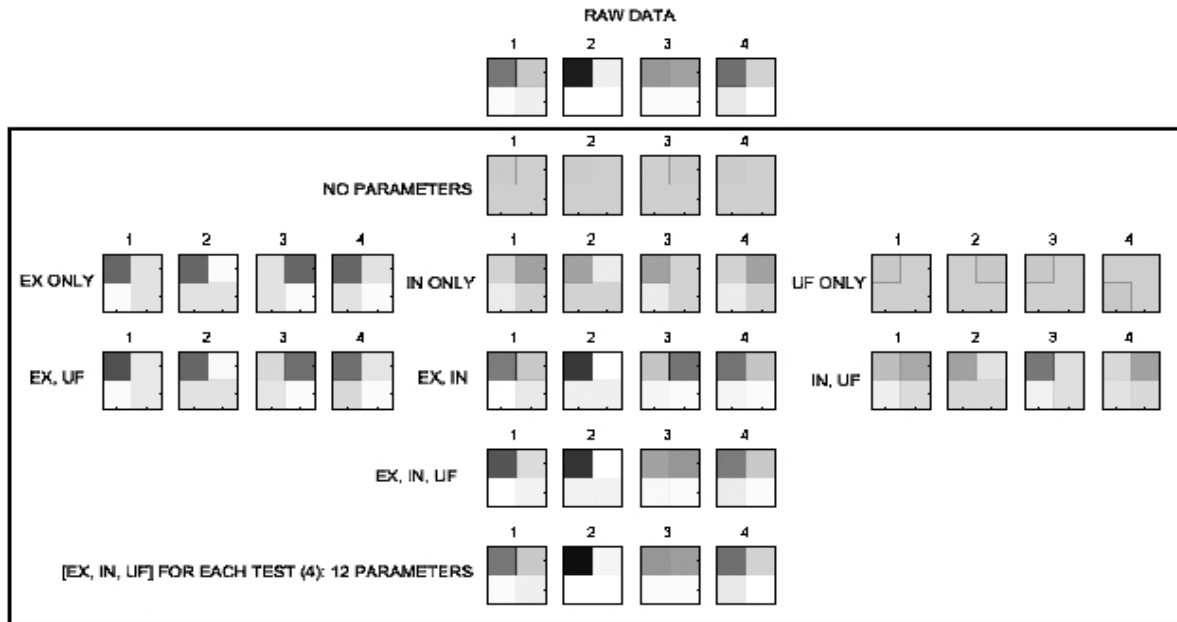 RAW DATA
1 2 3 4
1 2 3 4
NO PARAMETERS
1 2 3 4 1 2 3 4 1 2 3 4
EX ONLY IN ONLY UF ONLY
1 2 3 4 1 2 3 4 1 2 3 4
EX, UF EX, IN IN, UF
1 2 3 4
EX, IN, UF
1 2 3 4
[EX, IN, UF] FOR EACH TEST (4): 12 PARAMETERS